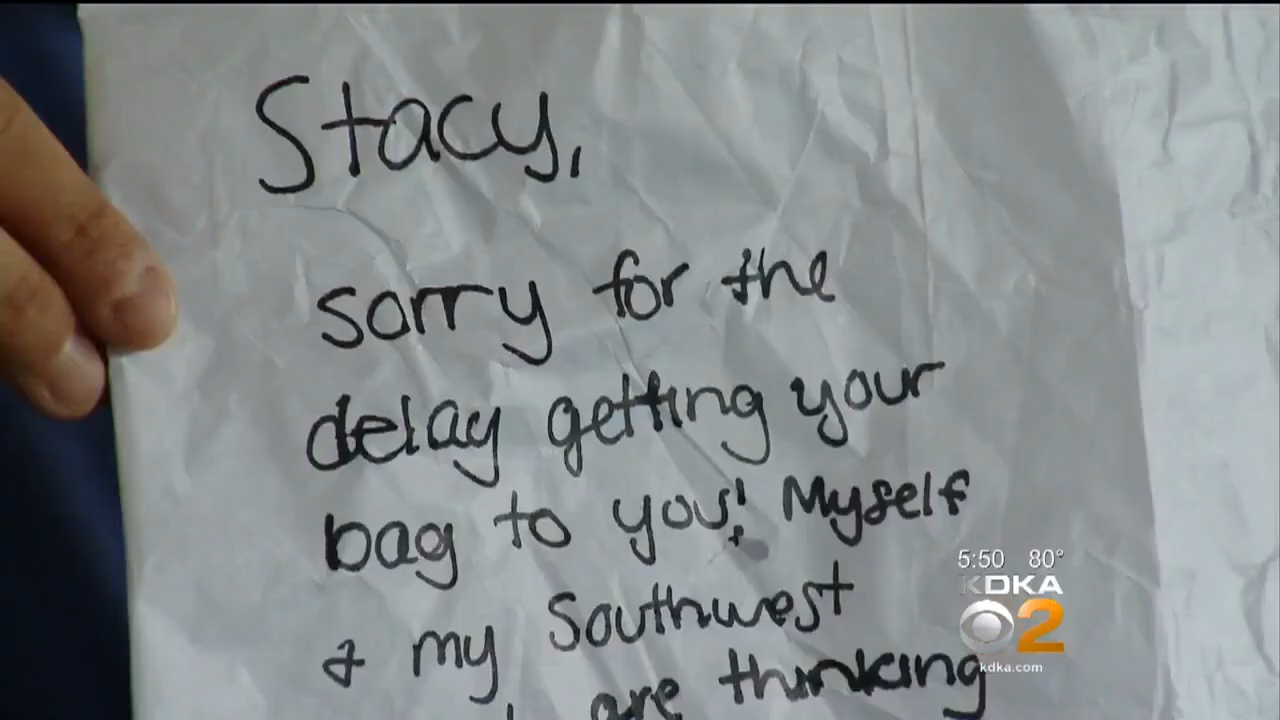 Stacy,
sorry for the
delay getting your
bag to you! Myself
& my Southwest
are thinking
5:50 80°
KDKA
2
kdka.com